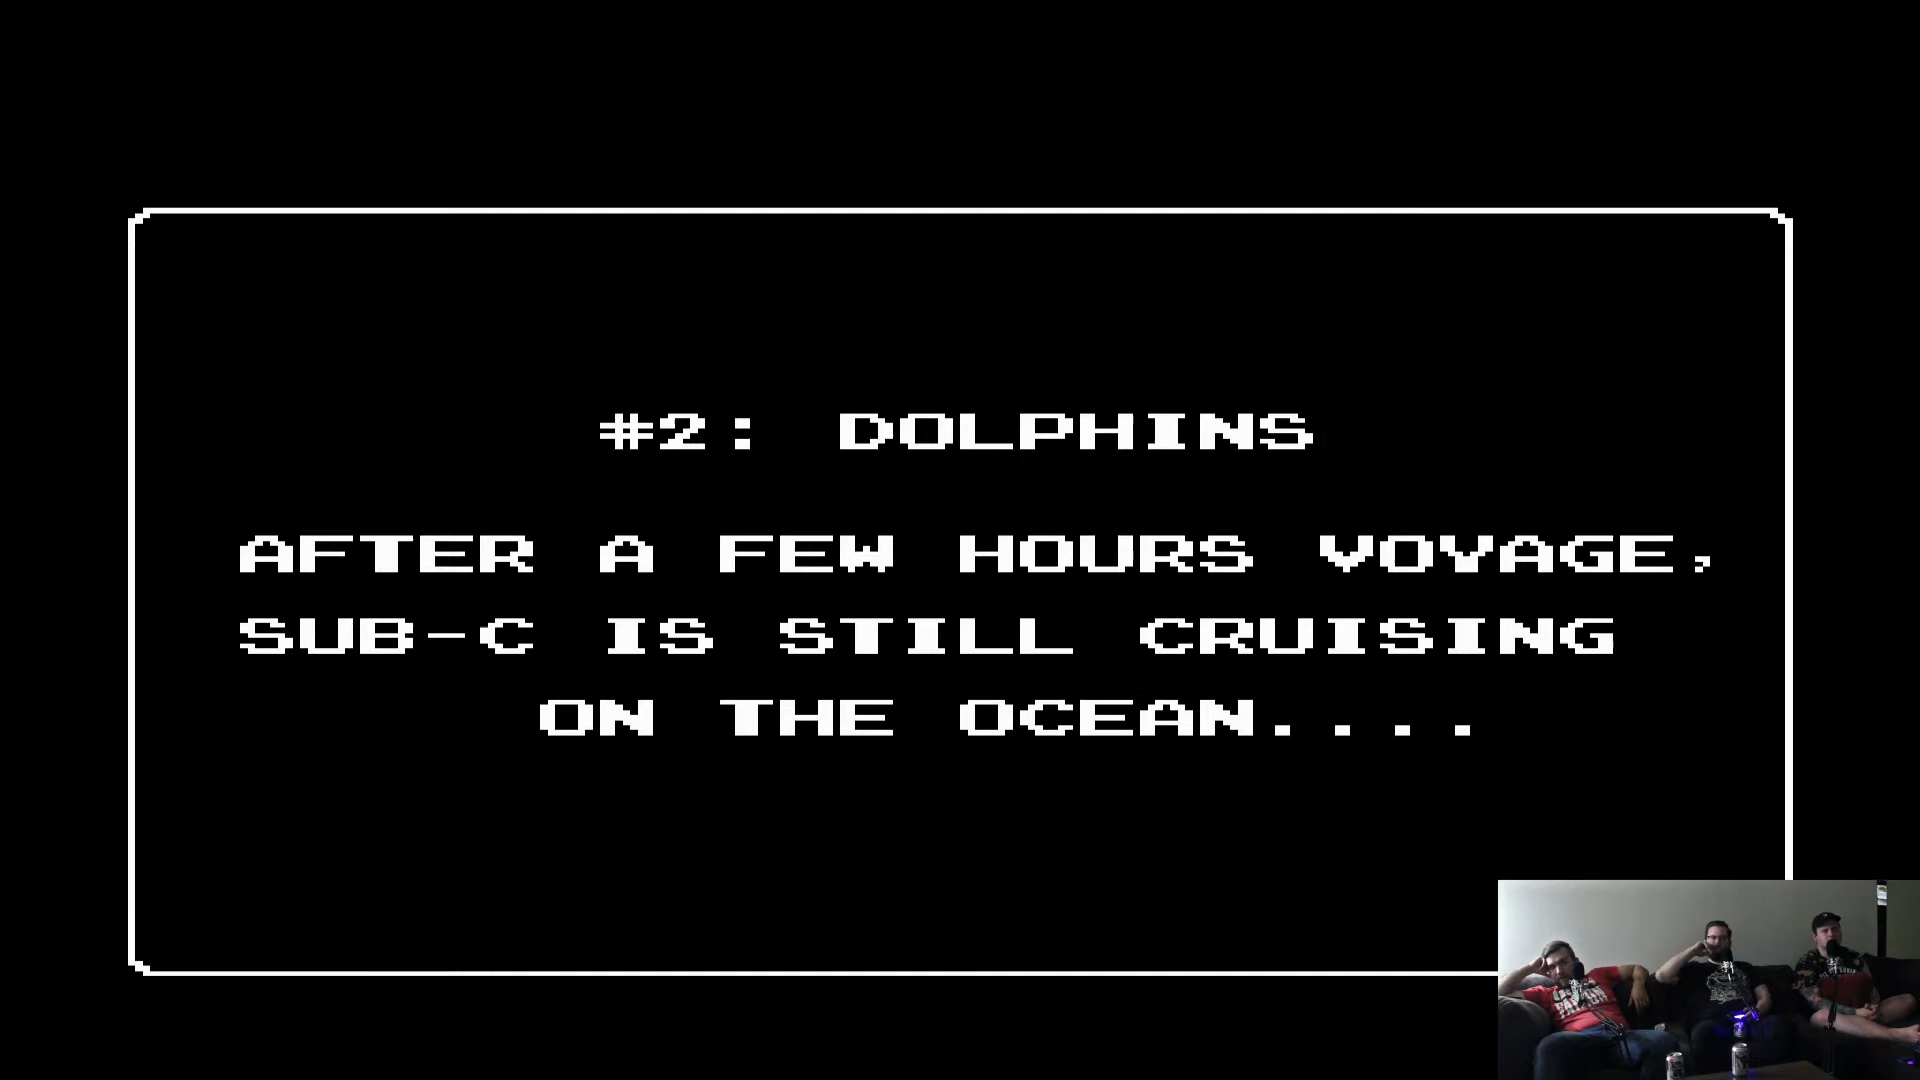 #2: DOLPHINS
AFTER A FEW HOURS VOYAGE,
SUB-C IS STILL CRUISING
ON THE OCEAN....